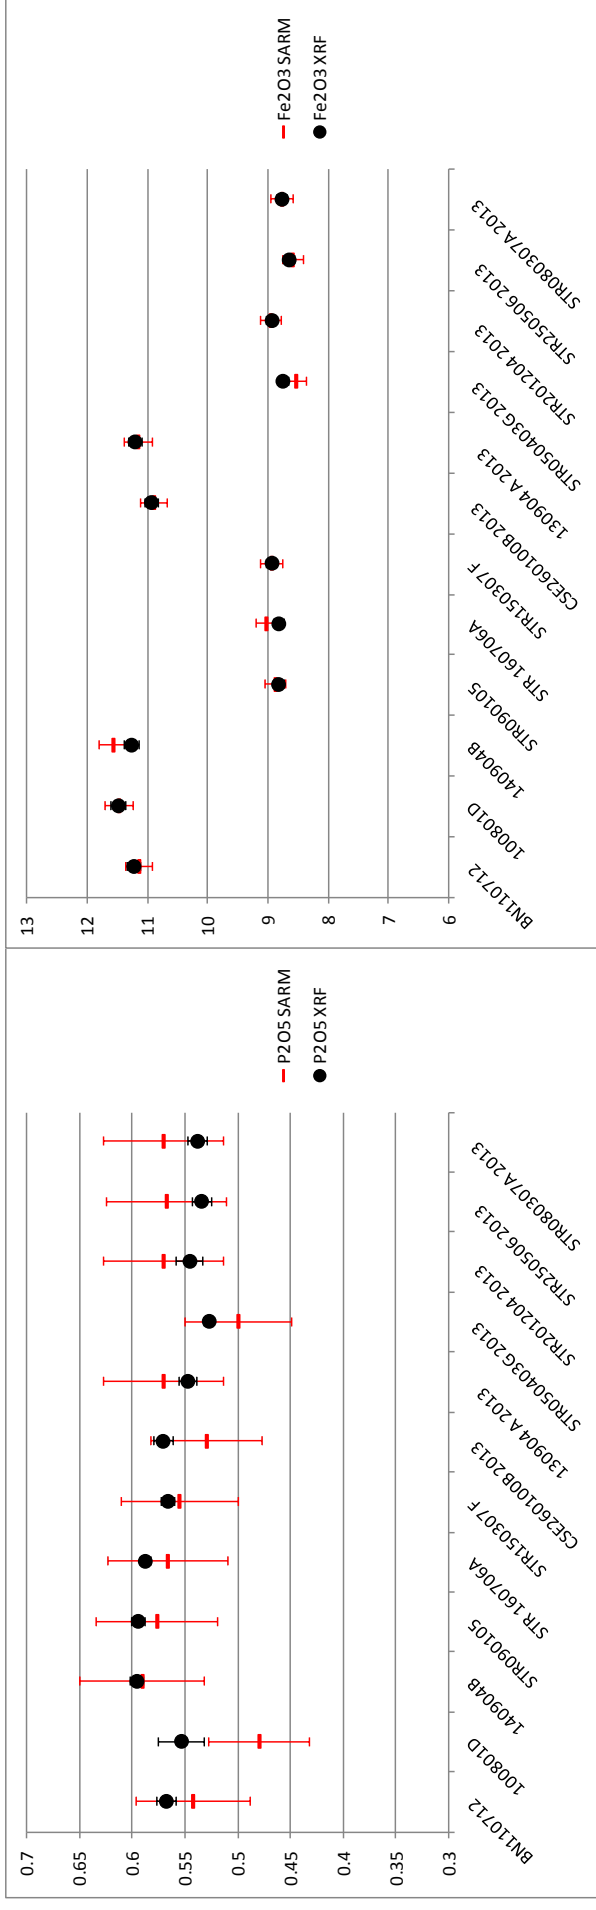 0.7
0.65
0.6
0.55
0.5
0.45
0.4
0.35
0.3
BN110712
100801D
140904B
STR090105
STR 160706A
STR150307F
CSE260100B 2013
130904 A 2013
STR050403G 2013
STR201204 2013
STR250506 2013
STR080307A 2013
P2O5 SARM
P2O5 XRF
13
12
11
10
9
8
7
6
BN110712
100801D
140904B
STR090105
STR 160706A
STR150307F
CSE260100B 2013
130904 A 2013
STR050403G 2013
STR201204 2013
STR250506 2013
STR080307A 2013
Fe2O3 SARM
Fe2O3 XRF